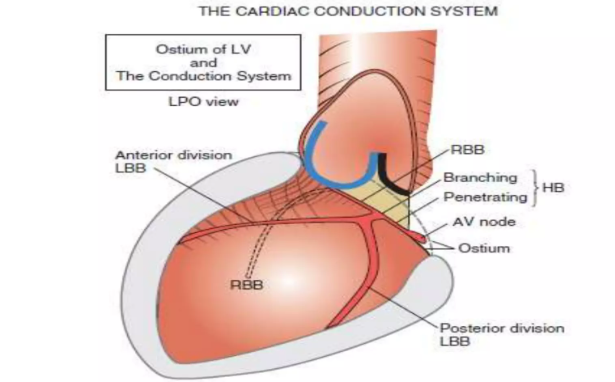 THE CARDIAC CONDUCTION SYSTEM
Ostium of LV
and
The Conduction System
LPO view
Anterior division
LBB
RBB
Branching
Penetrating
HB
AV node
Ostium
RBB
Posterior division
LBB